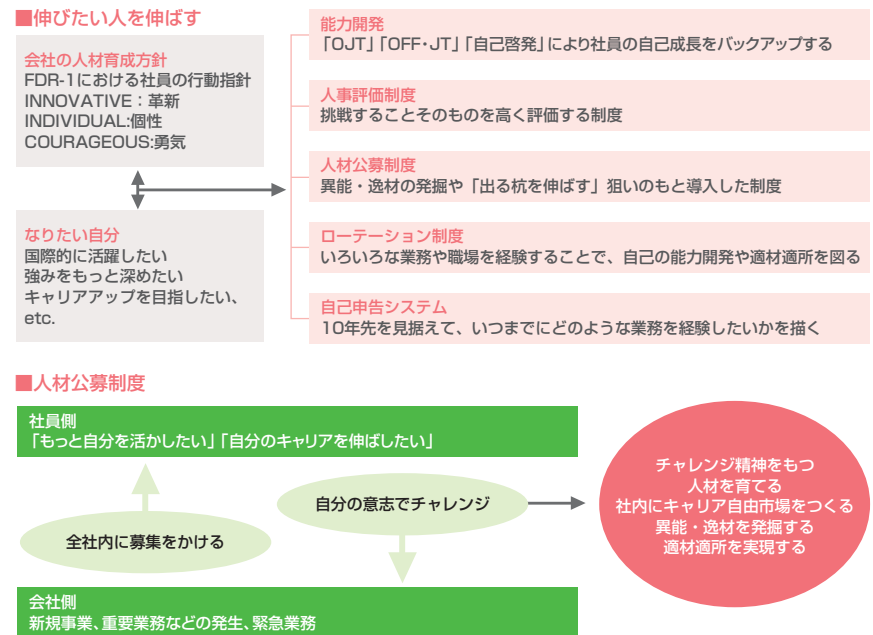 ■伸びたい人を伸ばす
会社の人材育成方針
FDR-1における社員の行動指針
INNOVATIVE：革新
INDIVIDUAL:個性
COURAGEOUS:勇気
なりたい自分
国際的に活躍したい
強みをもっと深めたい
キャリアアップを目指したい、
etc.
能力開発
「OJT」「OFF・JT」「自己啓発」により社員の自己成長をバックアップする
人事評価制度
挑戦することそのものを高く評価する制度
人材公募制度
異能・逸材の発掘や「出る杭を伸ばす」狙いのもと導入した制度
ローテーション制度
いろいろな業務や職場を経験することで、自己の能力開発や適材適所を図る
自己申告システム
10年先を見据えて、いつまでにどのような業務を経験したいかを描く
■人材公募制度
社員側
「もっと自分を活かしたい」「自分のキャリアを伸ばしたい」
全社内に募集をかける
自分の意志でチャレンジ
会社側
新規事業、重要業務などの発生、緊急業務
チャレンジ精神をもつ
人材を育てる
社内にキャリア自由市場をつくる
異能・逸材を発掘する
適材適所を実現する